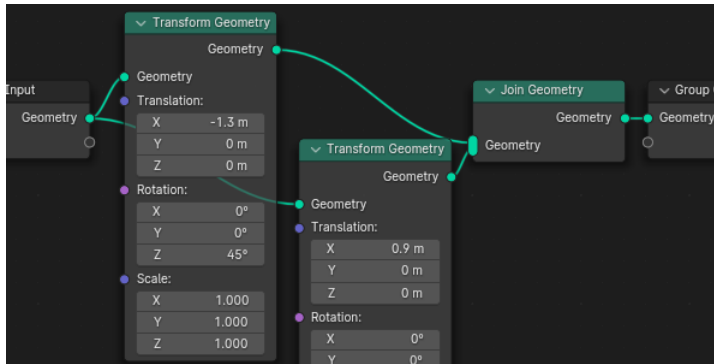 Input
Geometry
Transform Geometry
Geometry
Geometry
Translation:
X -1.3 m
Y 0 m
Z 0 m
Rotation:
X 0°
Y 0°
Z 45°
Scale:
X 1.000
Y 1.000
Z 1.000
Transform Geometry
Geometry
Geometry
Translation:
X 0.9 m
Y 0 m
Z 0 m
Rotation:
X 0°
Y 0°
Join Geometry
Geometry
Geometry
Group
Geometry